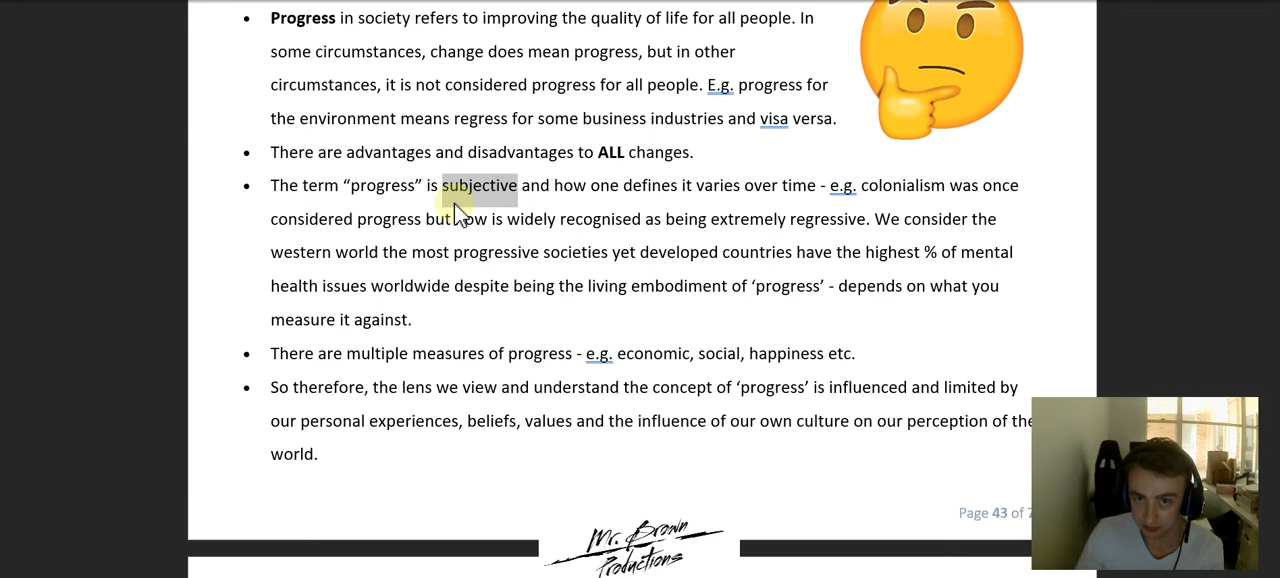 Progress in society refers to improving the quality of life for all people. In
some circumstances, change does mean progress, but in other
circumstances, it is not considered progress for all people. E.g. progress for
the environment means regress for some business industries and visa versa.
There are advantages and disadvantages to ALL changes.
The term “progress” is subjective and how one defines it varies over time - e.g. colonialism was once
considered progress but now is widely recognised as being extremely regressive. We consider the
western world the most progressive societies yet developed countries have the highest % of mental
health issues worldwide despite being the living embodiment of ‘progress’ - depends on what you
measure it against.
There are multiple measures of progress - e.g. economic, social, happiness etc.
So therefore, the lens we view and understand the concept of ‘progress’ is influenced and limited by
our personal experiences, beliefs, values and the influence of our own culture on our perception of the
world.
Page 43 of
Mr. Brown
Productions